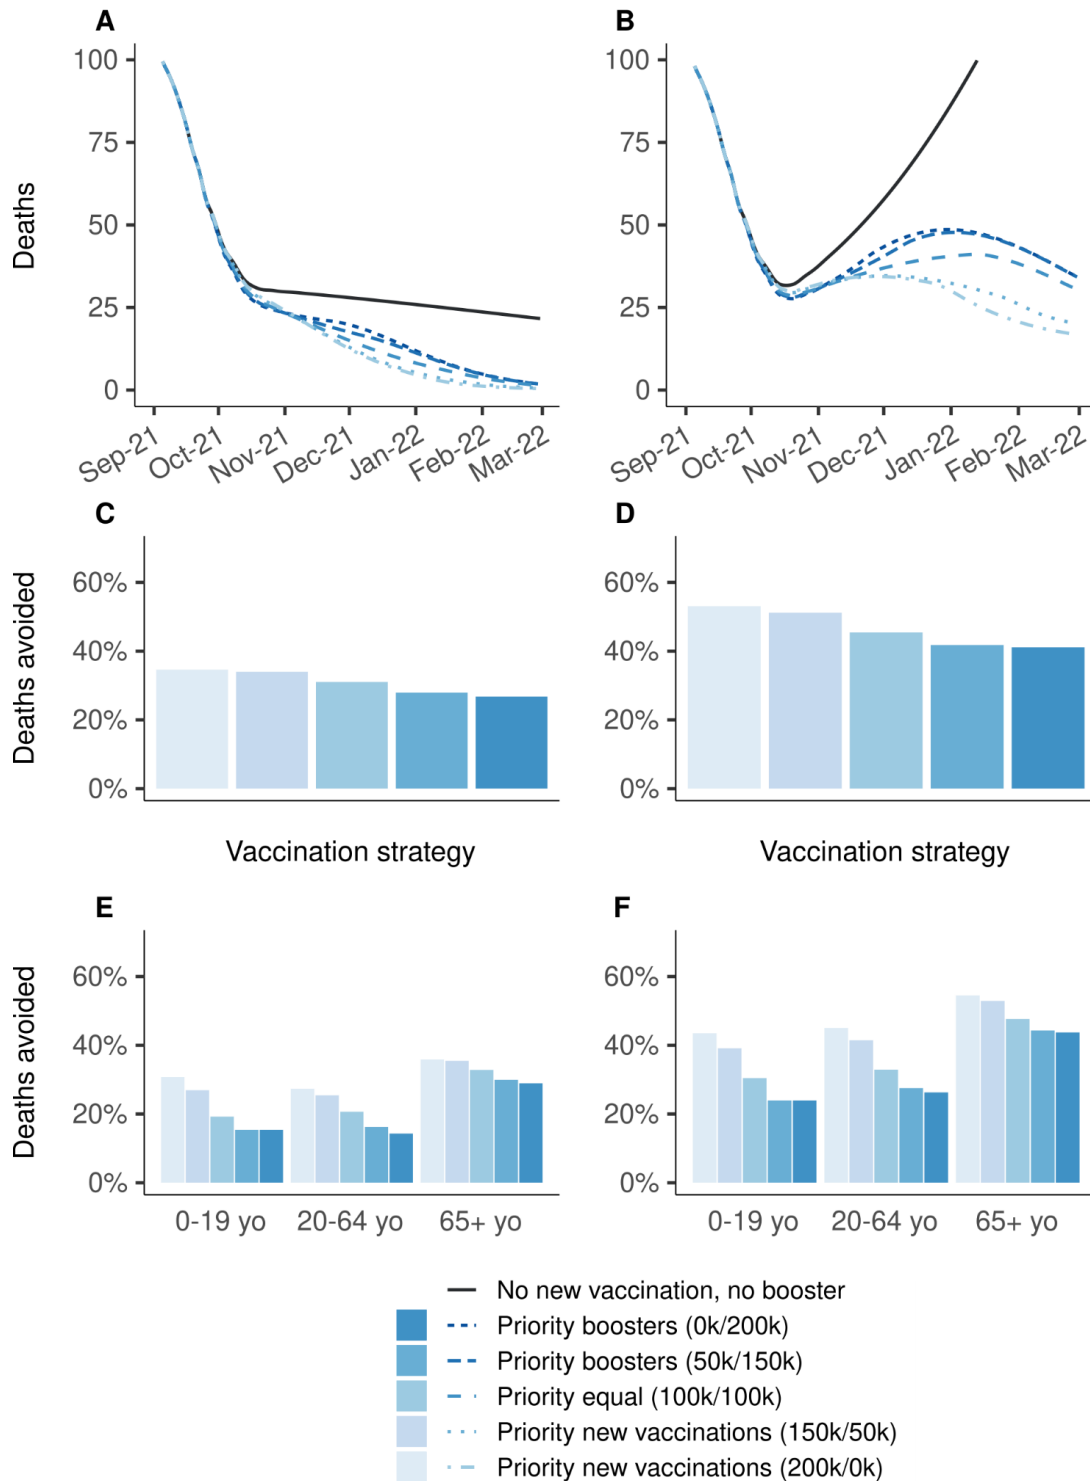 A
B
100
75
50
25
0
Deaths
Sep-21
Oct-21
Nov-21
Dec-21
Jan-22
Feb-22
Mar-22
100
75
50
25
0
Sep-21
Oct-21
Nov-21
Dec-21
Jan-22
Feb-22
Mar-22
C
D
60%
40%
20%
0%
Deaths avoided
Vaccination strategy
60%
40%
20%
0%
Vaccination strategy
E
F
60%
40%
20%
0%
Deaths avoided
0-19 yo
20-64 yo
65+ yo
60%
40%
20%
0%
0-19 yo
20-64 yo
65+ yo
No new vaccination, no booster
Priority boosters (0k/200k)
Priority boosters (50k/150k)
Priority equal (100k/100k)
Priority new vaccinations (150k/50k)
Priority new vaccinations (200k/0k)